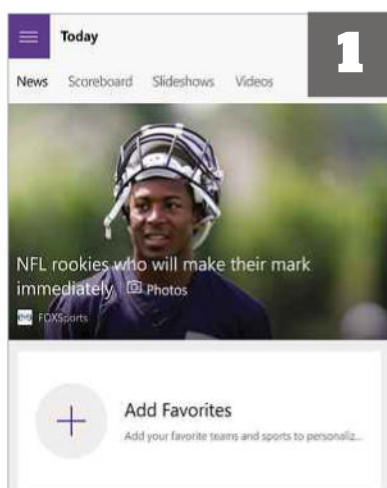 Today
1
News Scoreboard Slideshows Videos
NFL rookies who will make their mark
immediately Photos
FOXSports
Add Favorites
Add your favorite teams and sports to personaliz...